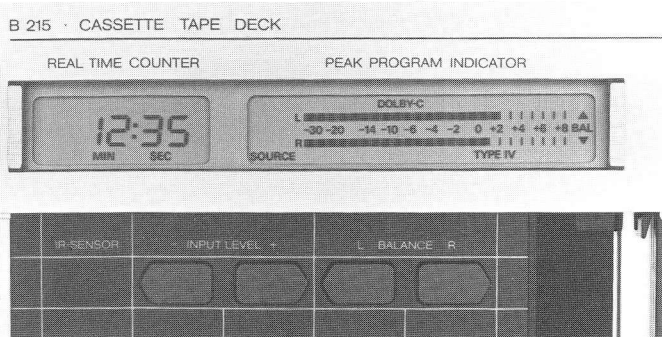 B 215 · CASSETTE TAPE DECK
REAL TIME COUNTER PEAK PROGRAM INDICATOR
DOLBY-C
12:35
L
-30 -20 -14 -10 -6 -4 -2 0 +2 +4 +6 +8 BAL
R
MIN SEC SOURCE TYPE IV
IR-SENSOR - INPUT LEVEL + L BALANCE R